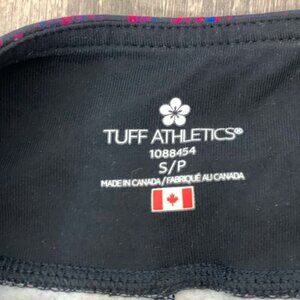 TUFF ATHLETICS®
1088454
S/P
MADE IN CANADA/FABRIQUÉ AU CANADA